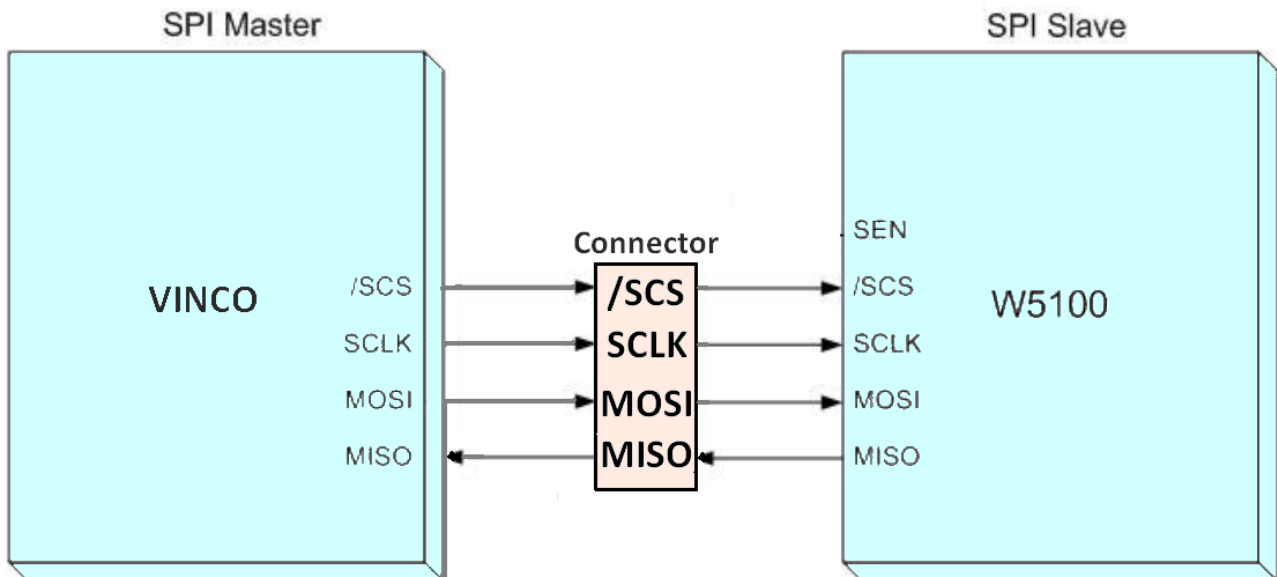 SPI Master
SPI Slave
VINCO
/SCS
SCLK
MOSI
MISO
Connector
/SCS
SCLK
MOSI
MISO
SEN
/SCS
SCLK
MOSI
MISO
W5100